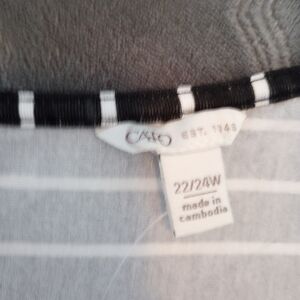 CATO EST. 1946
22/24W
made in
cambodia